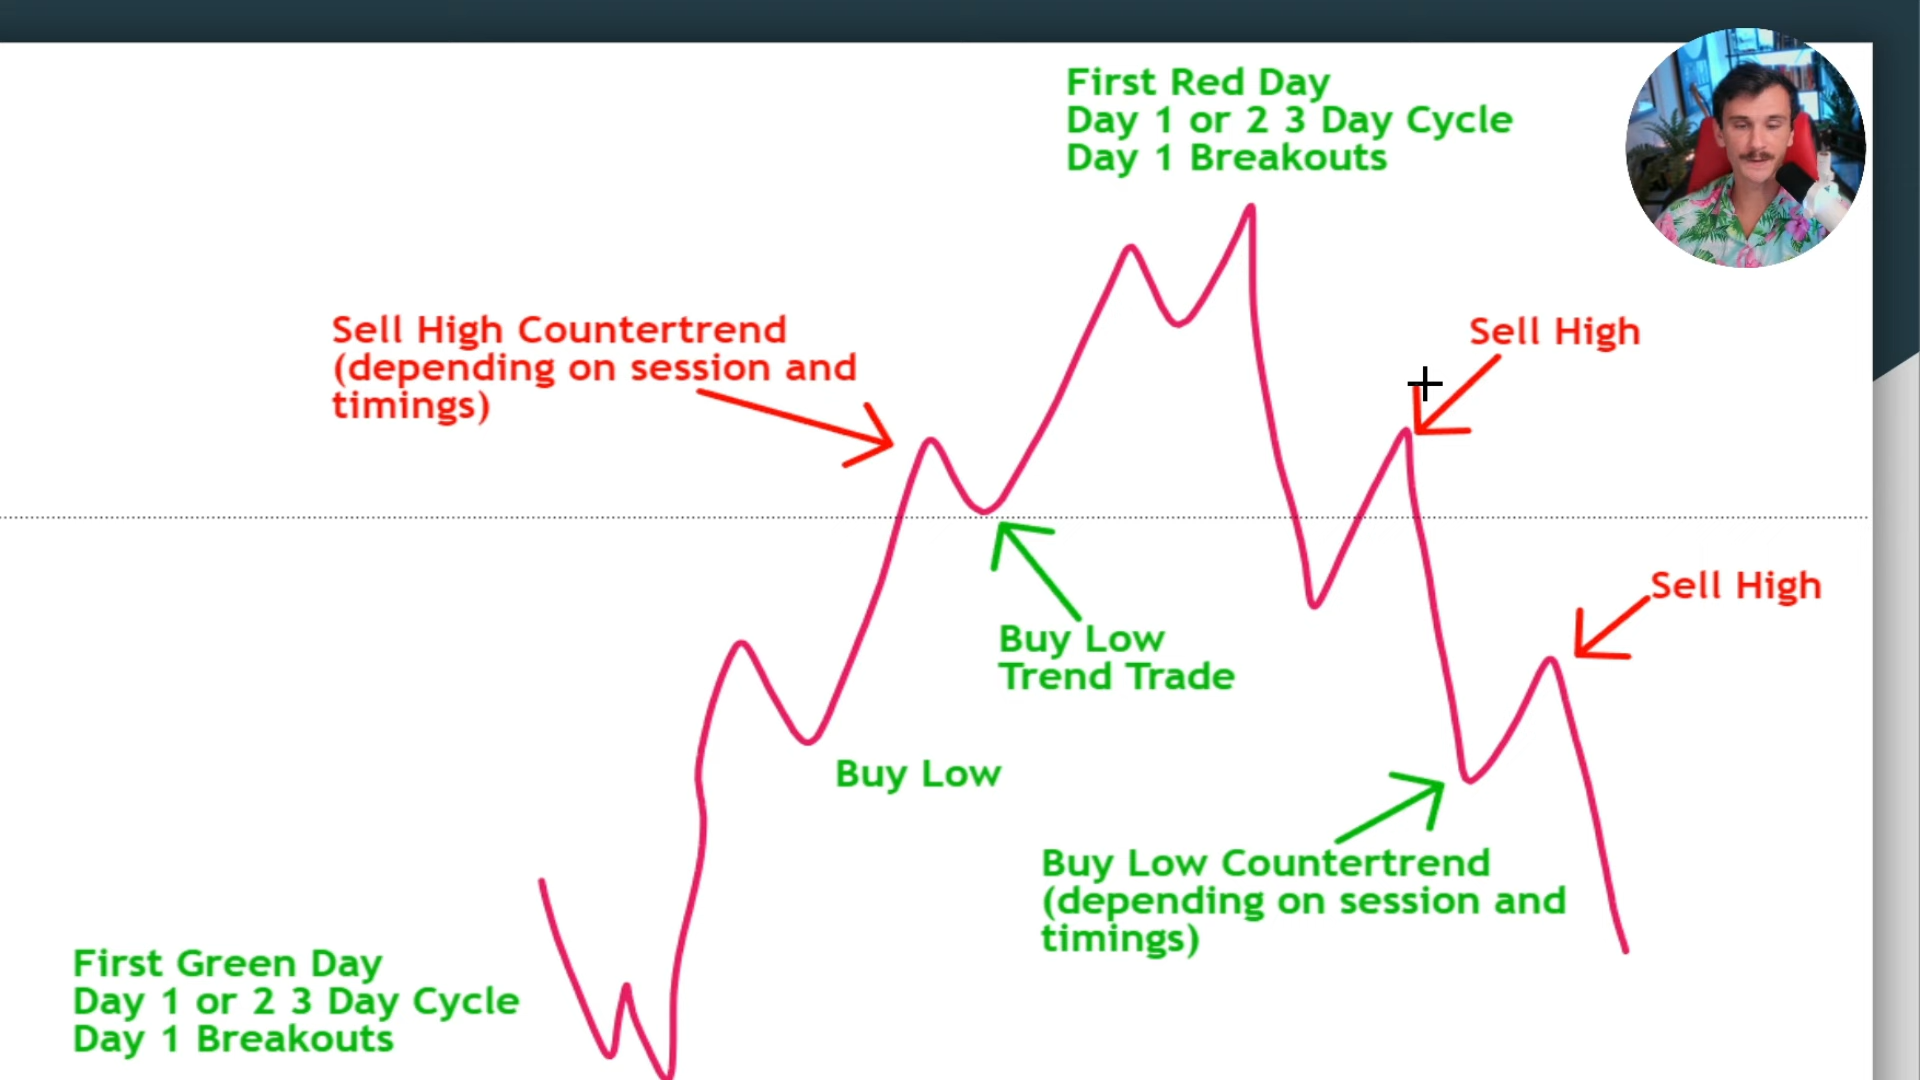 First Red Day
Day 1 or 2 3 Day Cycle
Day 1 Breakouts
Sell High Countertrend
(depending on session and
timings)
Sell High
Sell High
Buy Low
Trend Trade
Buy Low
Buy Low Countertrend
(depending on session and
timings)
First Green Day
Day 1 or 2 3 Day Cycle
Day 1 Breakouts